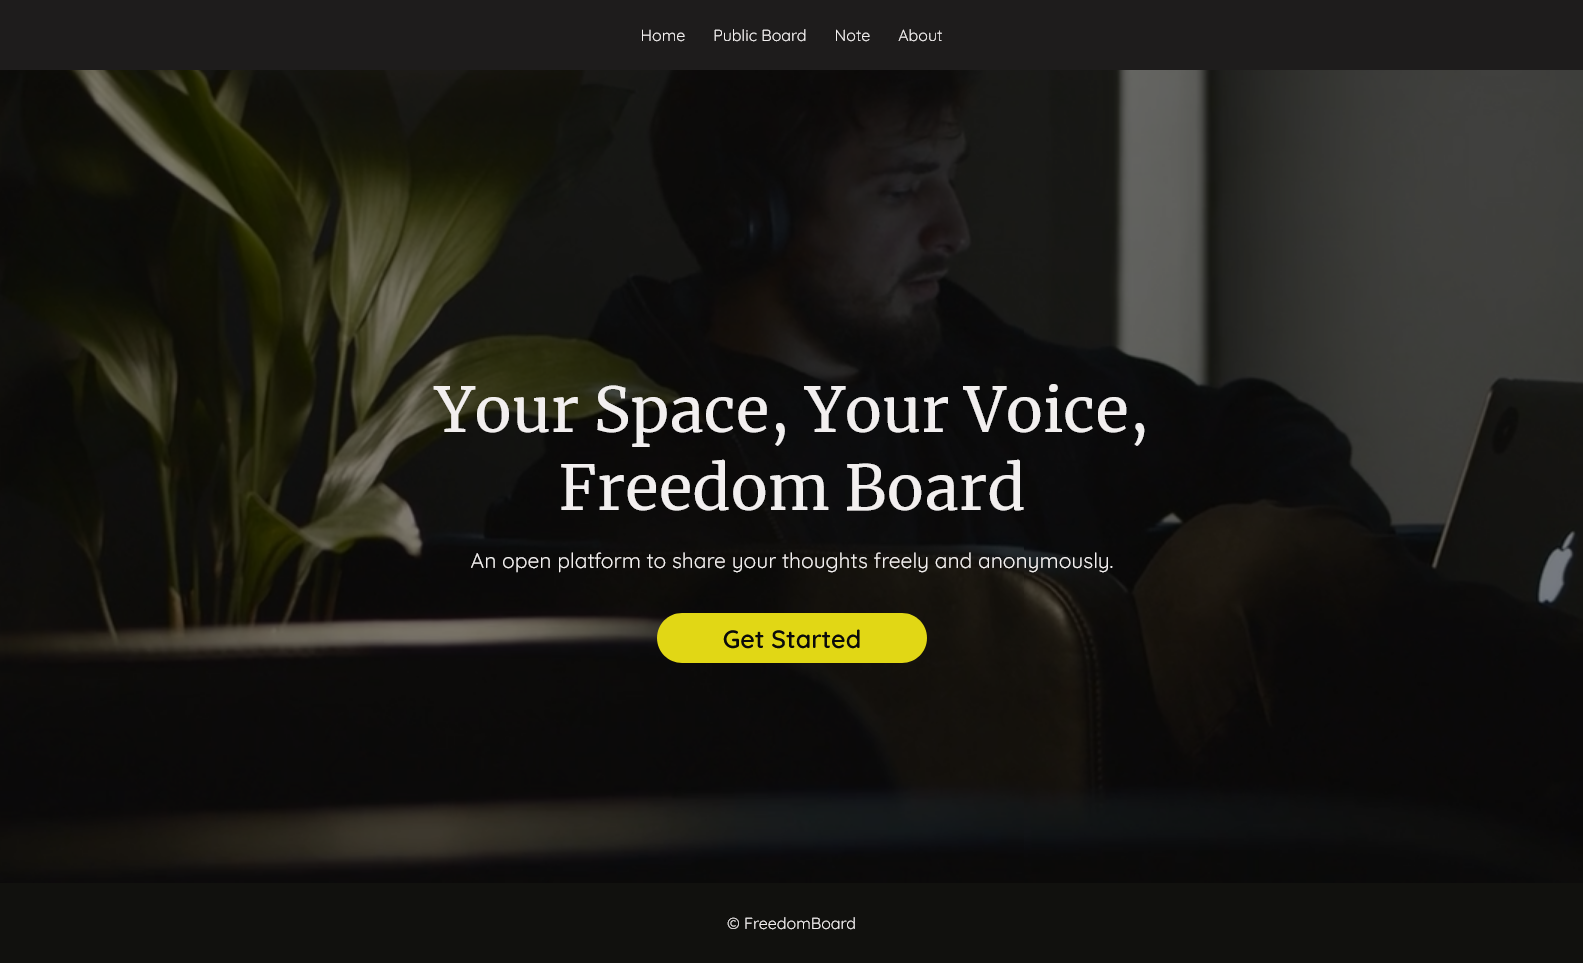 Home Public Board Note About
Your Space, Your Voice,
Freedom Board
An open platform to share your thoughts freely and anonymously.
Get Started
© FreedomBoard